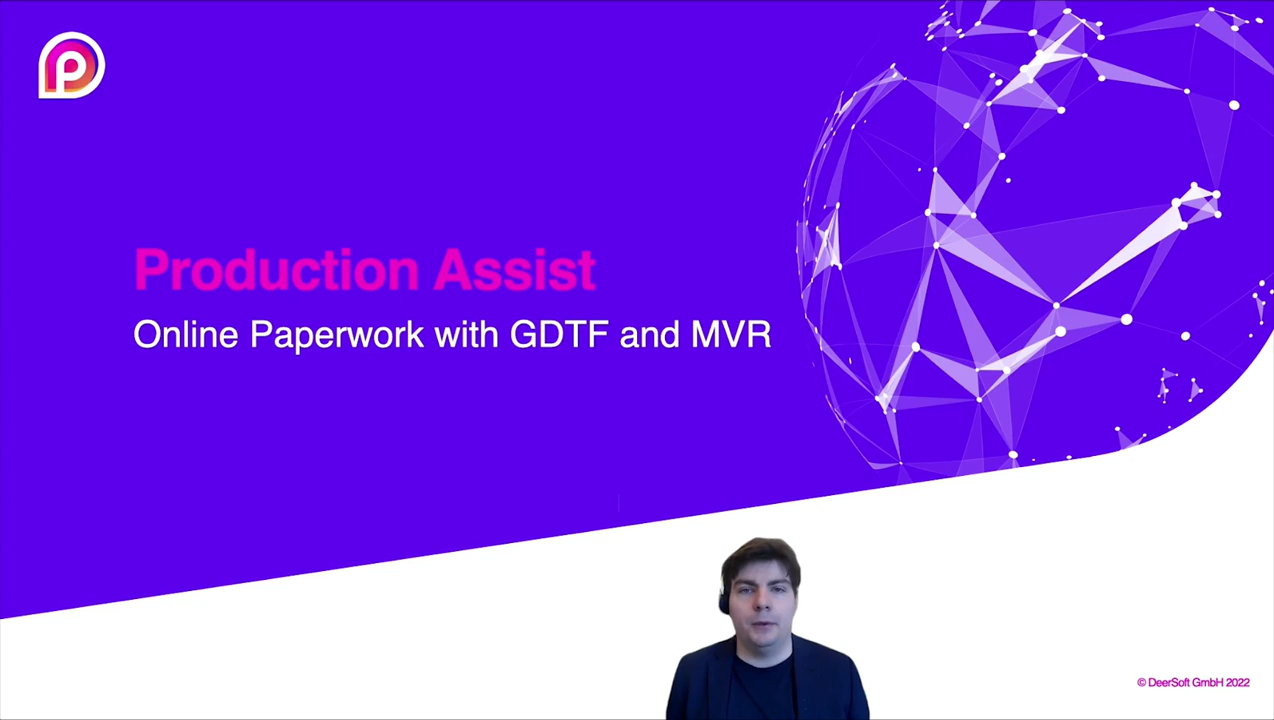 P
Production Assist
Online Paperwork with GDTF and MVR
© DeerSoft GmbH 2022